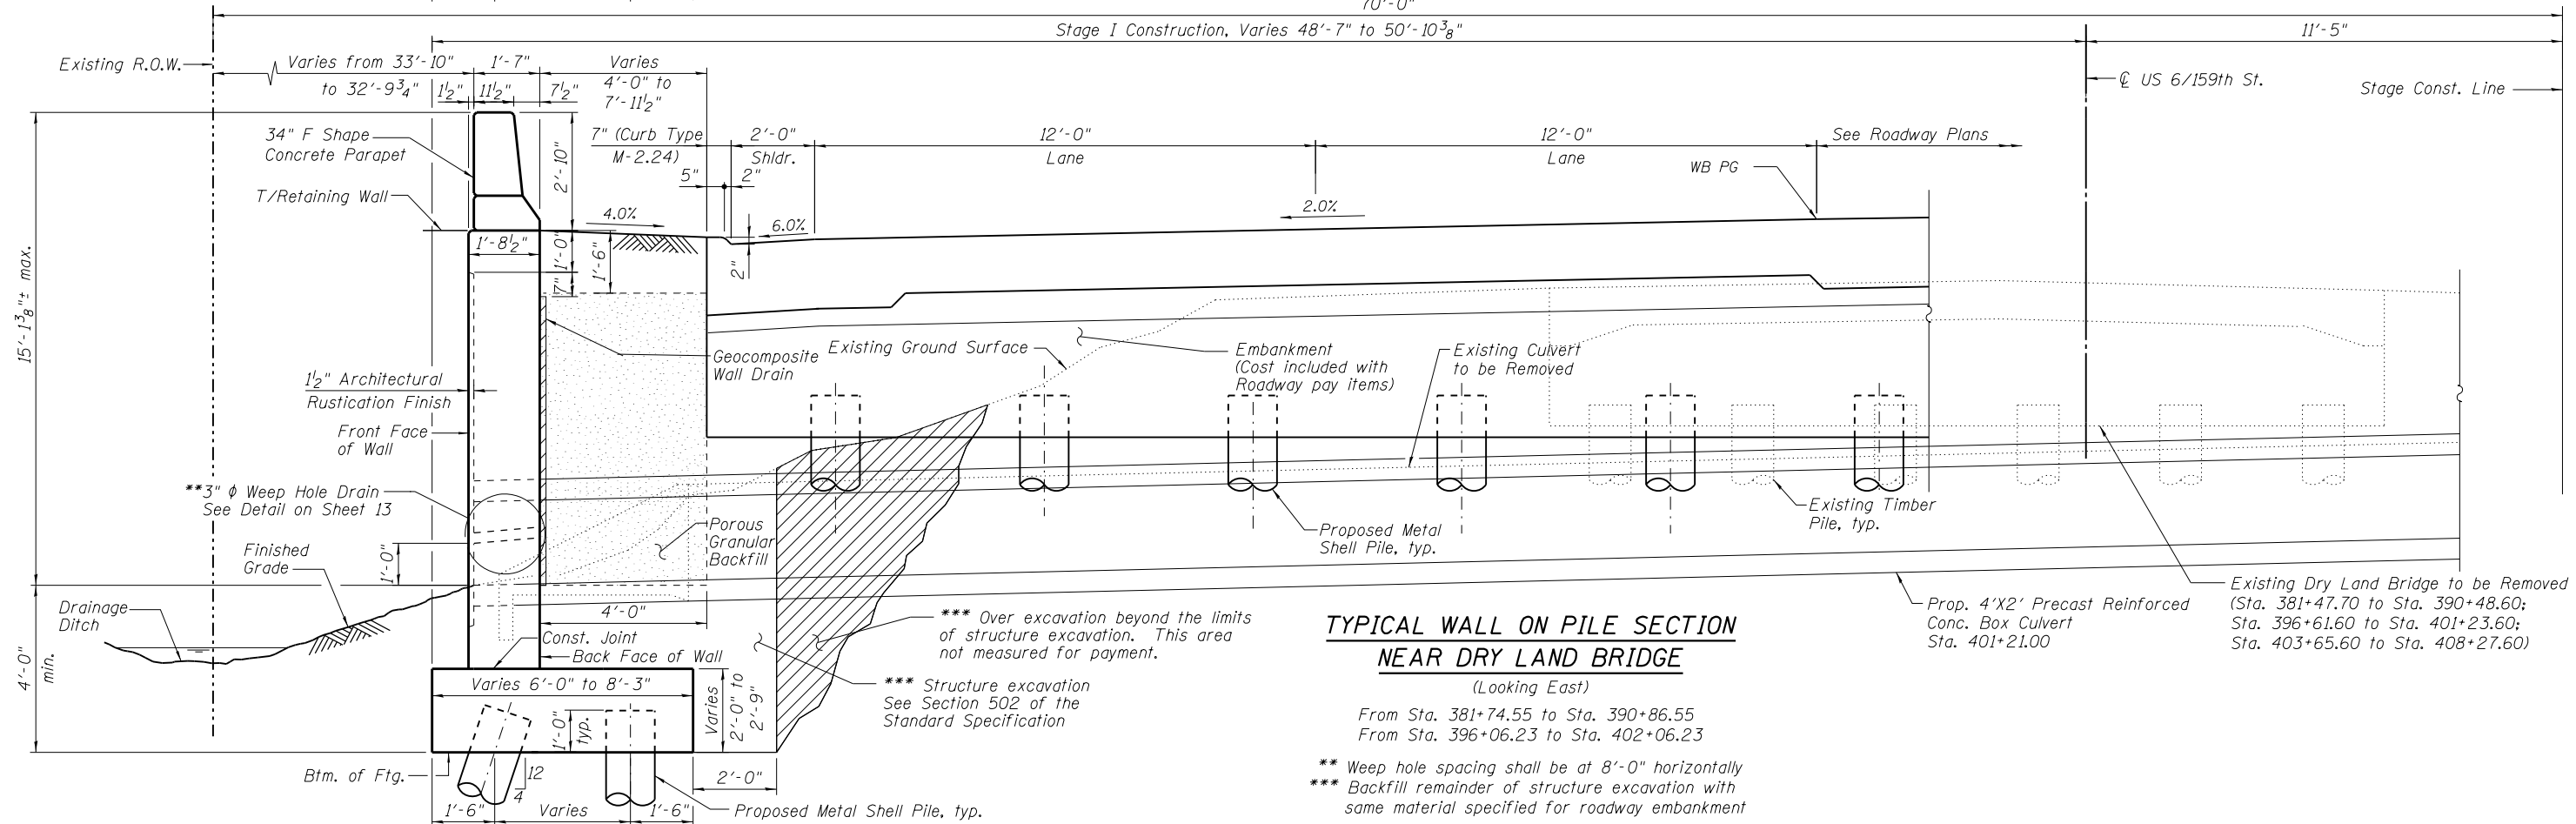 70'-0"
Stage I Construction, Varies 48'-7" to 50'-10 3/8"
11'-5"
Existing R.O.W.
Varies from 33'-10"
to 32'-9 3/4"
1'-7"
Varies
4'-0" to
7'-11 1/2"
1 1/2"
11 1/2"
7 1/2"
℄ US 6/159th St.
Stage Const. Line
34" F Shape
Concrete Parapet
2'-10"
7" (Curb Type
M-2.24)
2'-0"
Shldr.
12'-0"
Lane
12'-0"
Lane
See Roadway Plans
5"
2"
WB PG
T/Retaining Wall
4.0%
6.0%
2.0%
1'-8 1/2"
1'-0"
1'-6"
7"
2"
15'-1 3/8"± max.
Geocomposite
Wall Drain
Existing Ground Surface
Embankment
(Cost included with
Roadway pay items)
Existing Culvert
to be Removed
1 1/2" Architectural
Rustication Finish
Front Face
of Wall
**3" ϕ Weep Hole Drain
See Detail on Sheet 13
Finished
Grade
1'-0"
Porous
Granular
Backfill
Proposed Metal
Shell Pile, typ.
Existing Timber
Pile, typ.
Drainage
Ditch
4'-0"
min.
4'-0"
Const. Joint
Back Face of Wall
*** Over excavation beyond the limits
of structure excavation. This area
not measured for payment.
*** Structure excavation
See Section 502 of the
Standard Specification
Prop. 4'X2' Precast Reinforced
Conc. Box Culvert
Sta. 401+21.00
Existing Dry Land Bridge to be Removed
(Sta. 381+47.70 to Sta. 390+48.60;
Sta. 396+61.60 to Sta. 401+23.60;
Sta. 403+65.60 to Sta. 408+27.60)
Varies 6'-0" to 8'-3"
Varies
2'-0" to
2'-9"
1'-0"
typ.
Btm. of Ftg.
12
4
2'-0"
1'-6"
Varies
1'-6"
Proposed Metal Shell Pile, typ.
TYPICAL WALL ON PILE SECTION
NEAR DRY LAND BRIDGE
(Looking East)
From Sta. 381+74.55 to Sta. 390+86.55
From Sta. 396+06.23 to Sta. 402+06.23
** Weep hole spacing shall be at 8'-0" horizontally
*** Backfill remainder of structure excavation with
same material specified for roadway embankment